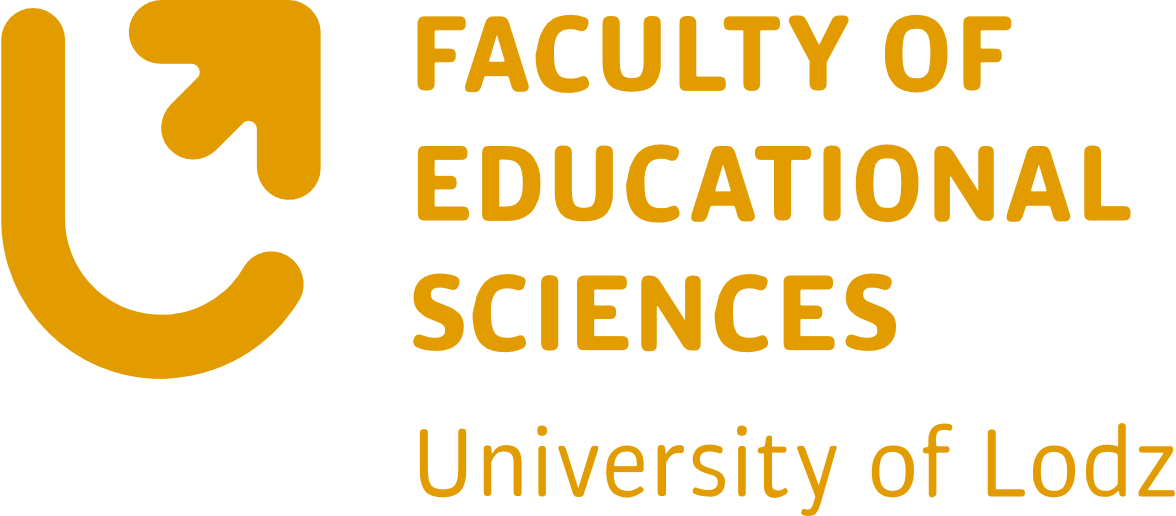 FACULTY OF
EDUCATIONAL
SCIENCES
University of Lodz